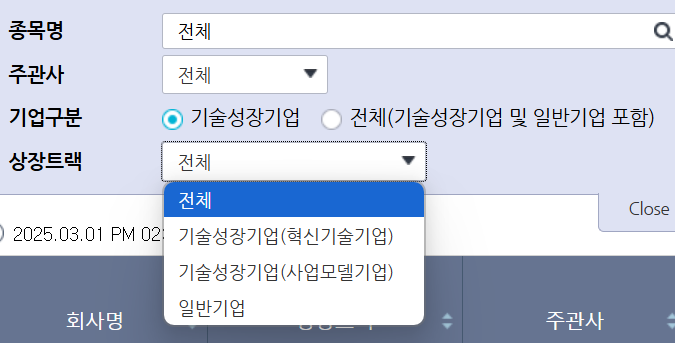 종목명 전체
주관사 전체
기업구분 기술성장기업 전체(기술성장기업 및 일반기업 포함)
상장트랙 전체
전체
Close
2025.03.01 PM 02
기술성장기업(혁신기술기업)
기술성장기업(사업모델기업)
일반기업
회사명 주관사